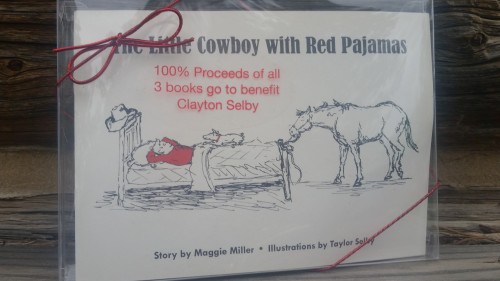 The Little Cowboy with Red Pajamas
100% Proceeds of all
3 books go to benefit
Clayton Selby
Story by Maggie Miller • Illustrations by Taylor Selby